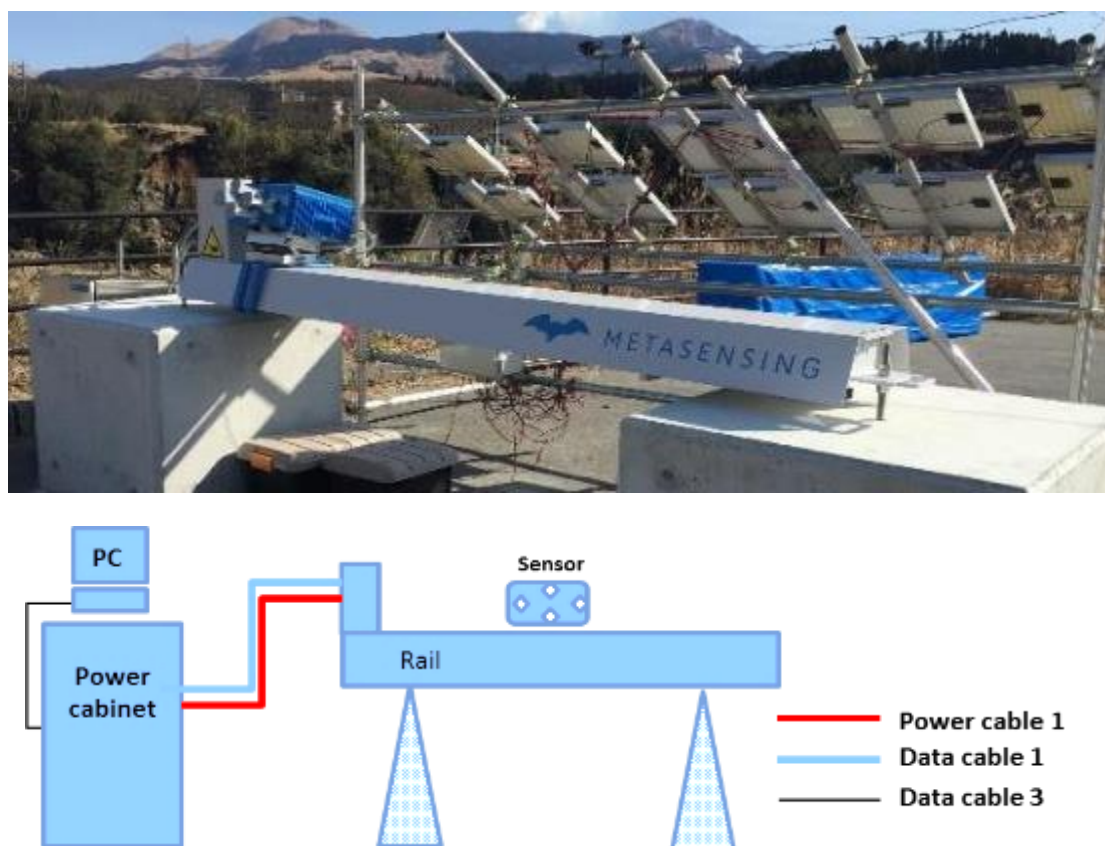 METASENSING
PC
Sensor
Power
cabinet
Rail
Power cable 1
Data cable 1
Data cable 3